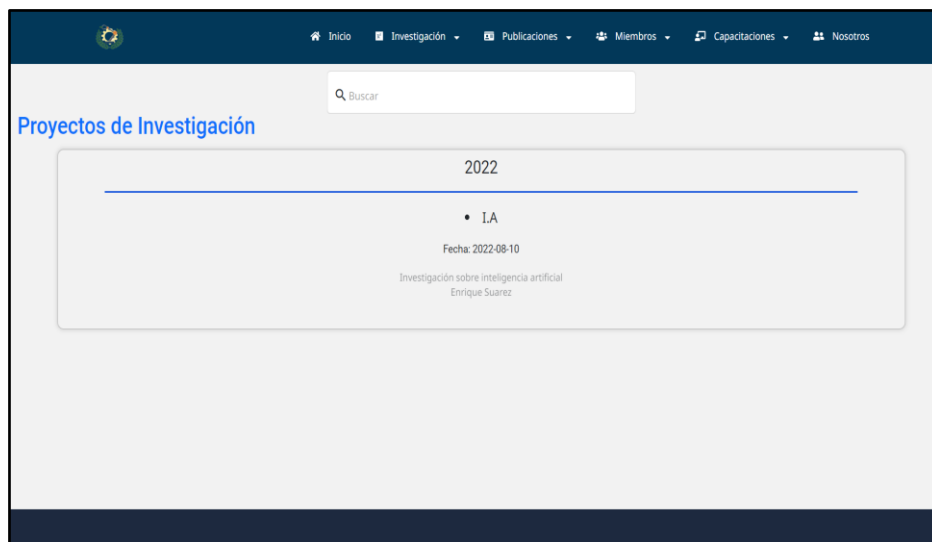 Inicio Investigación Publicaciones Miembros Capacitaciones Nosotros
Buscar
Proyectos de Investigación
2022
• I.A
Fecha: 2022-08-10
Investigación sobre inteligencia artificial
Enrique Suarez